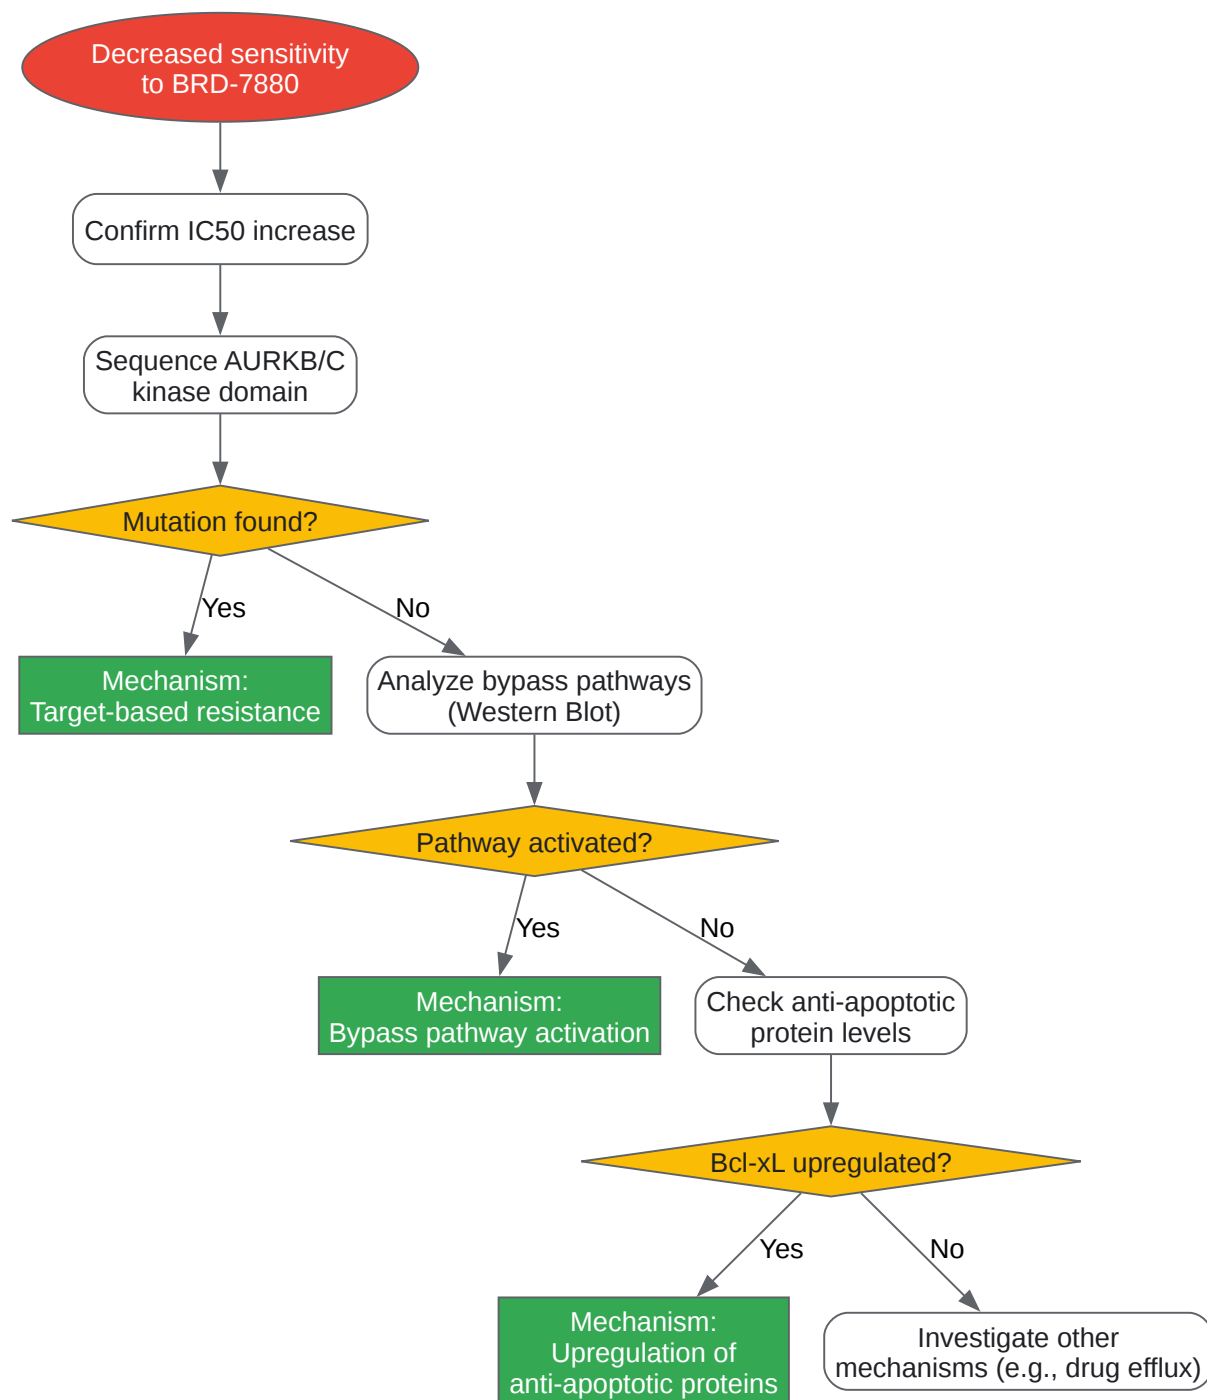 Decreased sensitivity
to BRD-7880
Confirm IC50 increase
Sequence AURKB/C
kinase domain
Mutation found?
Yes
No
Mechanism:
Target-based resistance
Analyze bypass pathways
(Western Blot)
Pathway activated?
Yes
No
Mechanism:
Bypass pathway activation
Check anti-apoptotic
protein levels
Bcl-xL upregulated?
Yes
No
Mechanism:
Upregulation of
anti-apoptotic proteins
Investigate other
mechanisms (e.g., drug efflux)